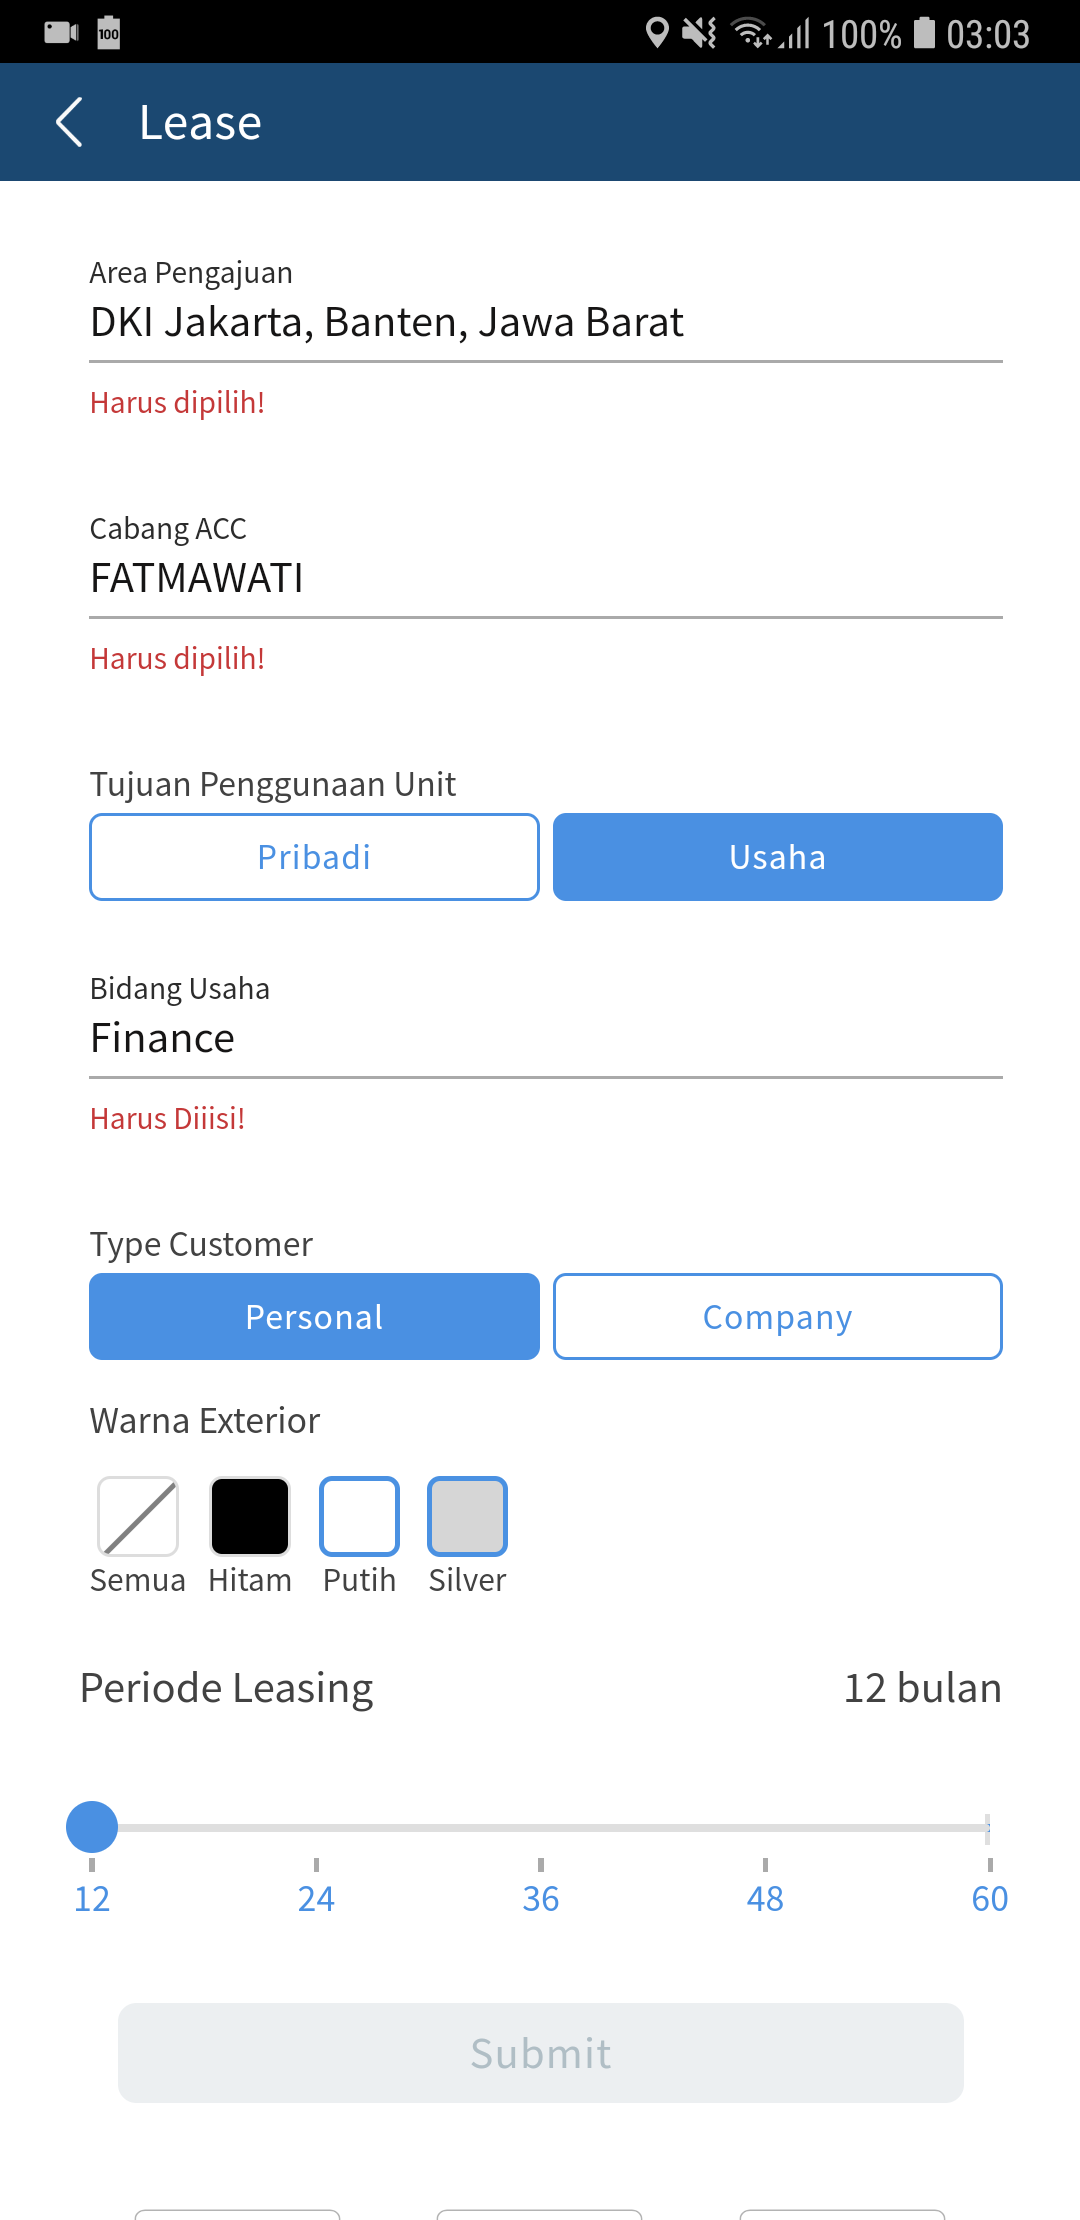 100 100% 03:03
Lease
Area Pengajuan
DKI Jakarta, Banten, Jawa Barat
Harus dipilih!
Cabang ACC
FATMAWATI
Harus dipilih!
Tujuan Penggunaan Unit
Pribadi Usaha
Bidang Usaha
Finance
Harus Diiisi!
Type Customer
Personal Company
Warna Exterior
Semua Hitam Putih Silver
Periode Leasing 12 bulan
12 24 36 48 60
Submit